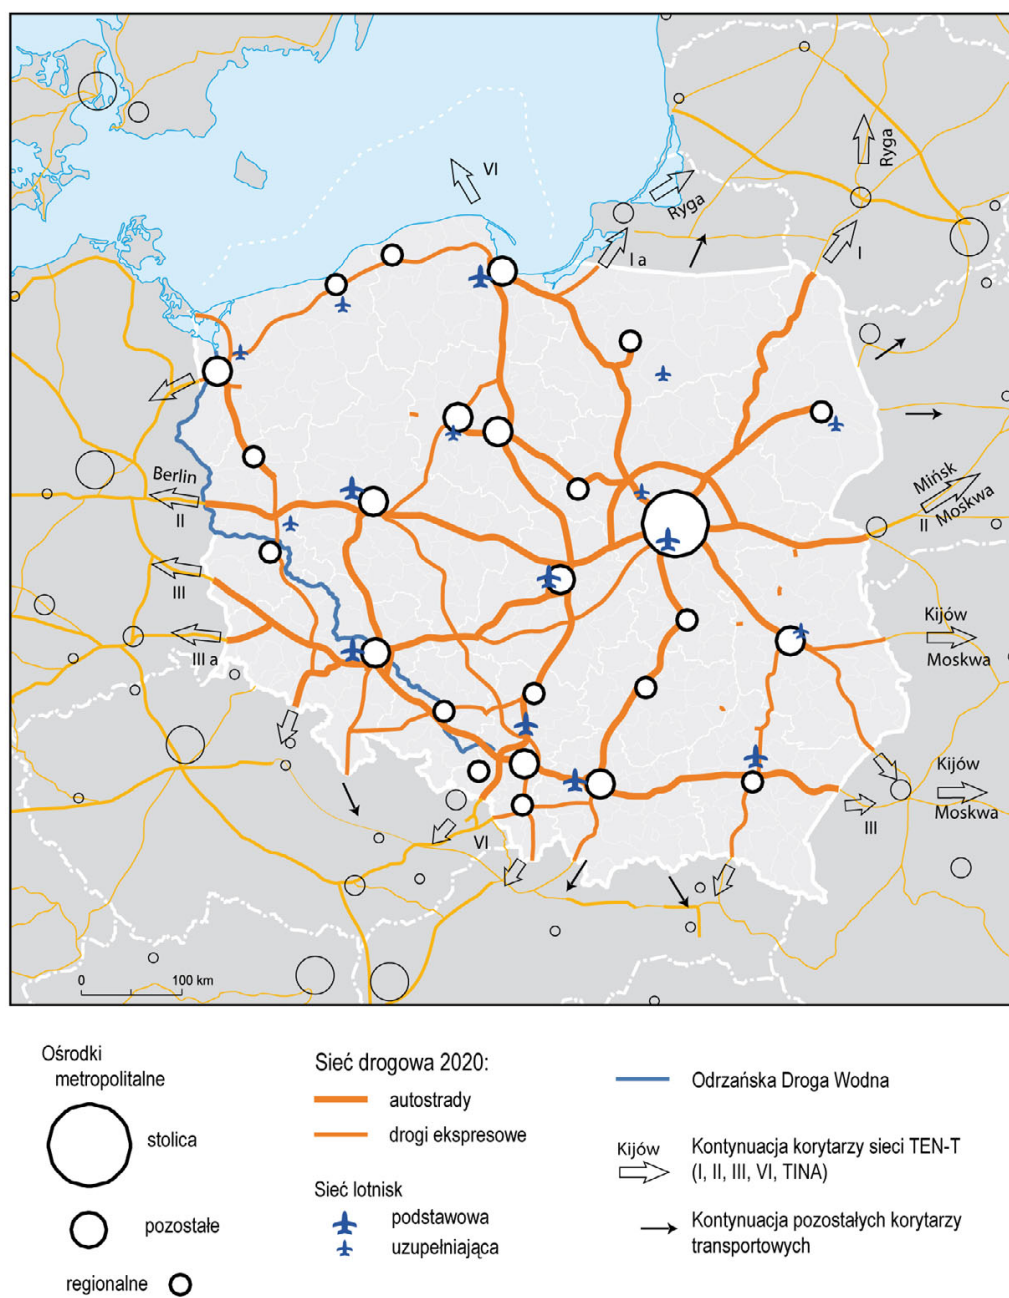 VI
Ryga
Ryga
I a
I
Berlin
II
Mińsk
Moskwa
II
III
III a
Kijów
Moskwa
Kijów
Moskwa
III
VI
0 100 km
Ośrodki
metropolitalne
stolica
pozostałe
regionalne
Sieć drogowa 2020:
autostrady
drogi ekspresowe
Sieć lotnisk
podstawowa
uzupełniająca
Odrzańska Droga Wodna
Kijów
Kontynuacja korytarzy sieci TEN-T
(I, II, III, VI, TINA)
Kontynuacja pozostałych korytarzy
transportowych